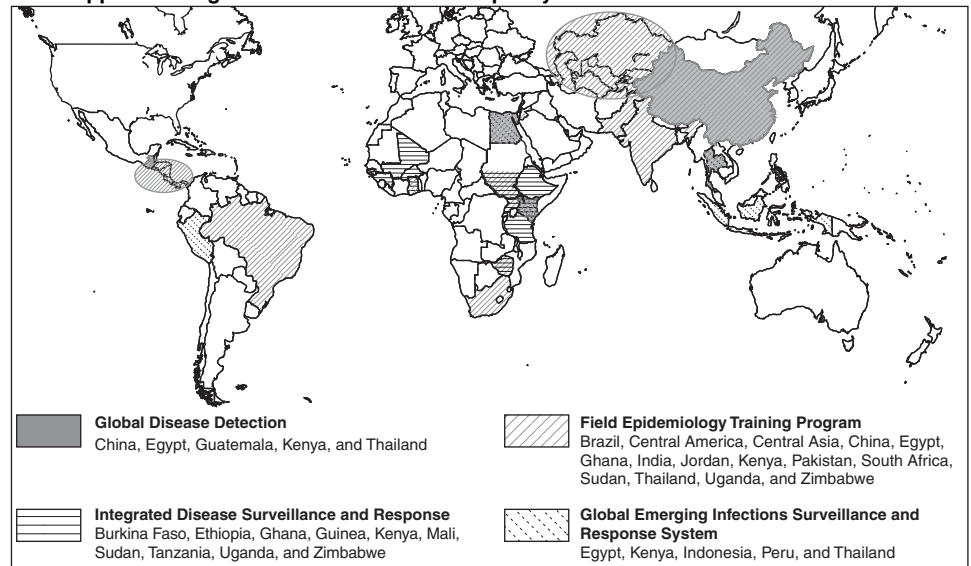 Global Disease Detection
China, Egypt, Guatemala, Kenya, and Thailand
Field Epidemiology Training Program
Brazil, Central America, Central Asia, China, Egypt,
Ghana, India, Jordan, Kenya, Pakistan, South Africa,
Sudan, Thailand, Uganda, and Zimbabwe
Integrated Disease Surveillance and Response
Burkina Faso, Ethiopia, Ghana, Guinea, Kenya, Mali,
Sudan, Tanzania, Uganda, and Zimbabwe
Global Emerging Infections Surveillance and
Response System
Egypt, Kenya, Indonesia, Peru, and Thailand